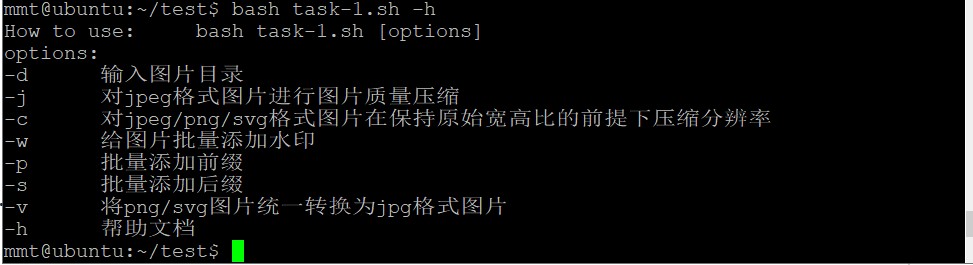 mmt@ubuntu:~/test$ bash task-1.sh -h
How to use:     bash task-1.sh [options]
options:
-d      输入图片目录
-j      对jpeg格式图片进行图片质量压缩
-c      对jpeg/png/svg格式图片在保持原始宽高比的前提下压缩分辨率
-w      给图片批量添加水印
-p      批量添加前缀
-s      批量添加后缀
-v      将png/svg图片统一转换为jpg格式图片
-h      帮助文档
mmt@ubuntu:~/test$